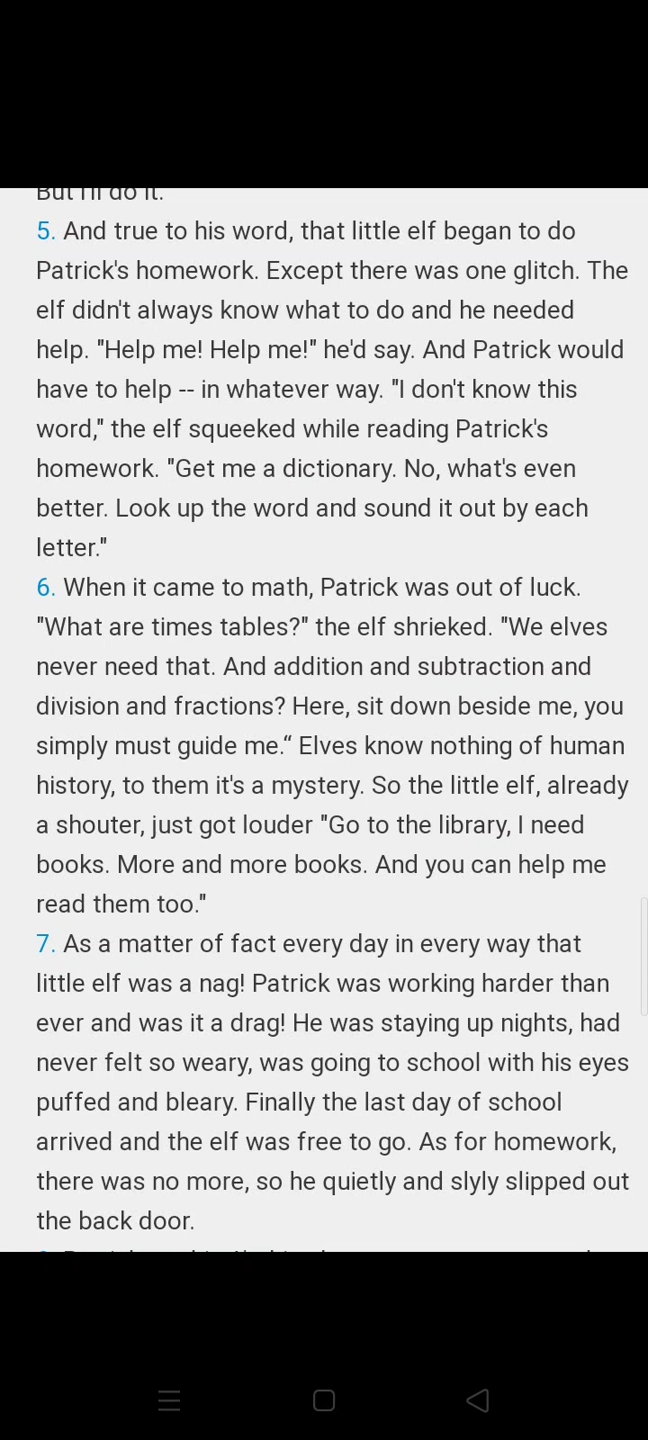 But I'll do it.
5. And true to his word, that little elf began to do
Patrick's homework. Except there was one glitch. The
elf didn't always know what to do and he needed
help. "Help me! Help me!" he'd say. And Patrick would
have to help -- in whatever way. "I don't know this
word," the elf squeeked while reading Patrick's
homework. "Get me a dictionary. No, what's even
better. Look up the word and sound it out by each
letter."
6. When it came to math, Patrick was out of luck.
"What are times tables?" the elf shrieked. "We elves
never need that. And addition and subtraction and
division and fractions? Here, sit down beside me, you
simply must guide me.“ Elves know nothing of human
history, to them it's a mystery. So the little elf, already
a shouter, just got louder "Go to the library, I need
books. More and more books. And you can help me
read them too."
7. As a matter of fact every day in every way that
little elf was a nag! Patrick was working harder than
ever and was it a drag! He was staying up nights, had
never felt so weary, was going to school with his eyes
puffed and bleary. Finally the last day of school
arrived and the elf was free to go. As for homework,
there was no more, so he quietly and slyly slipped out
the back door.